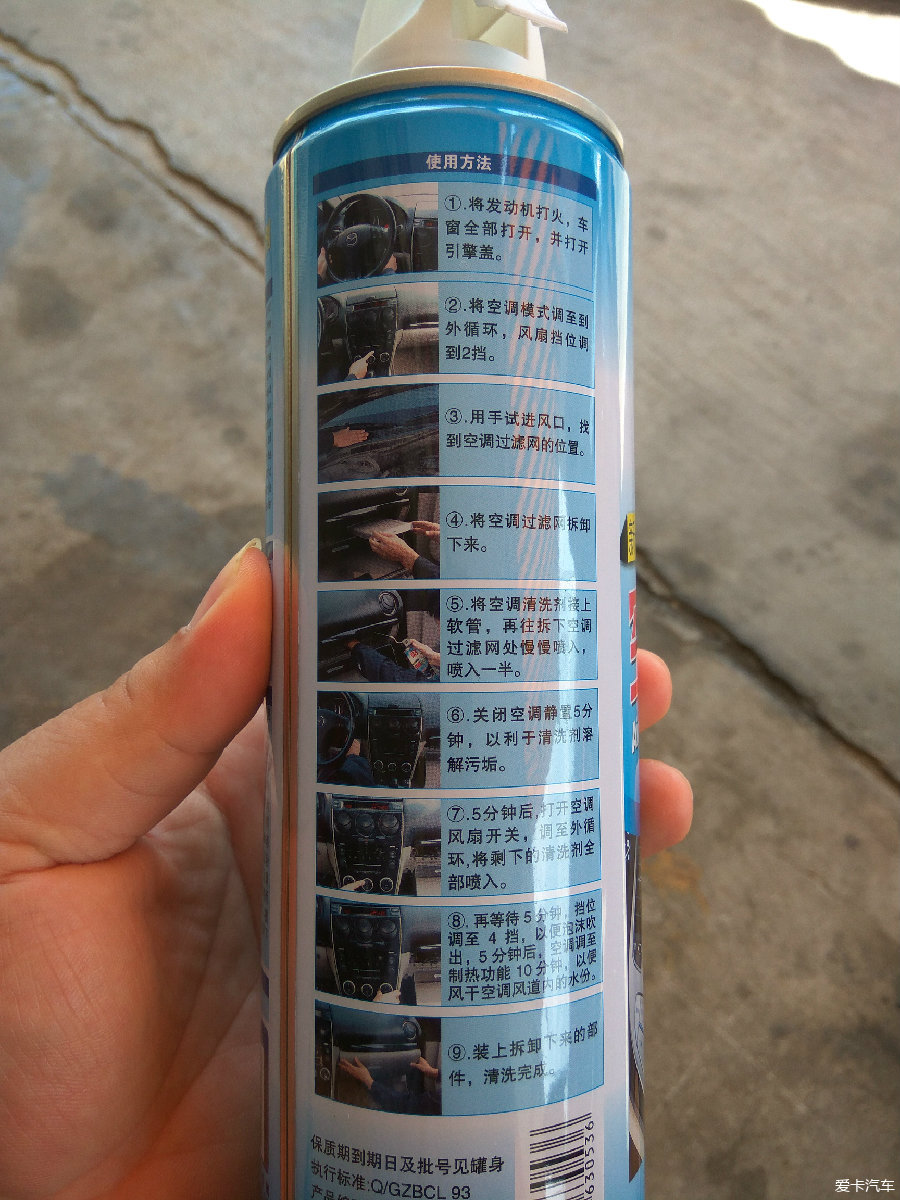 使用方法
①.将发动机打火，车
窗全部打开，并打开
引擎盖。
②.将空调模式调至到
外循环，风扇挡位调
到2挡。
③.用手试进风口，找
到空调过滤网的位置。
④.将空调过滤网拆卸
下来。
⑤.将空调清洗剂接上
软管，再往拆下空调
过滤网处慢慢喷入，
喷入一半。
⑥.关闭空调静置5分
钟，以利于清洗剂溶
解污垢。
⑦.5分钟后,打开空调
风扇开关，调至外循
环,将剩下的清洗剂全
部喷入。
⑧.再等待5分钟，挡位
调至4挡，以便泡沫吹
出，5分钟后，空调调至
制热功能10分钟，以便
风干空调风道内的水份。
⑨.装上拆卸下来的部
件，清洗完成。
保质期到期日及批号见罐身
执行标准:Q/GZBCL 93
630536
爱卡汽车